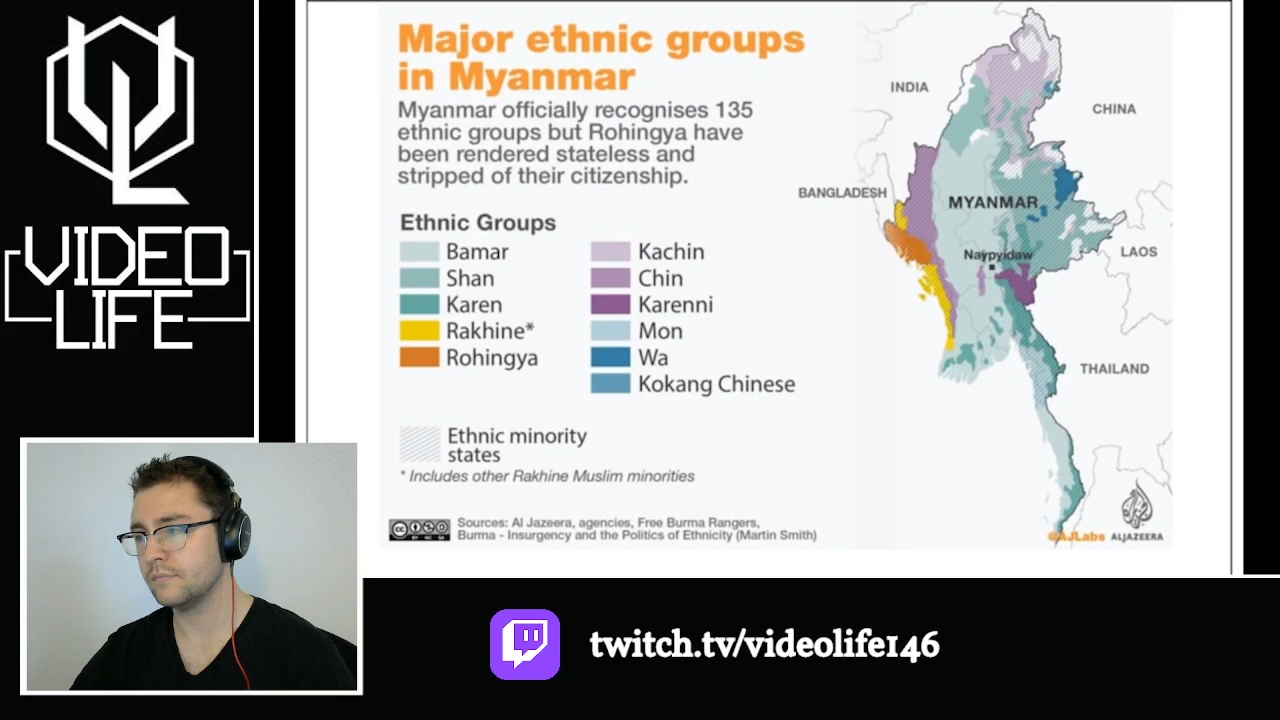 VIDEO
LIFE
Major ethnic groups
in Myanmar
Myanmar officially recognises 135
ethnic groups but Rohingya have
been rendered stateless and
stripped of their citizenship.
Ethnic Groups
Bamar
Shan
Karen
Rakhine*
Rohingya
Kachin
Chin
Karenni
Mon
Wa
Kokang Chinese
Ethnic minority
states
* Includes other Rakhine Muslim minorities
Sources: Al Jazeera, agencies, Free Burma Rangers,
Burma - Insurgency and the Politics of Ethnicity (Martin Smith)
INDIA
CHINA
BANGLADESH
MYANMAR
LAOS
Naypyidaw
THAILAND
@AJLabs ALJAZEERA
twitch.tv/videolife146